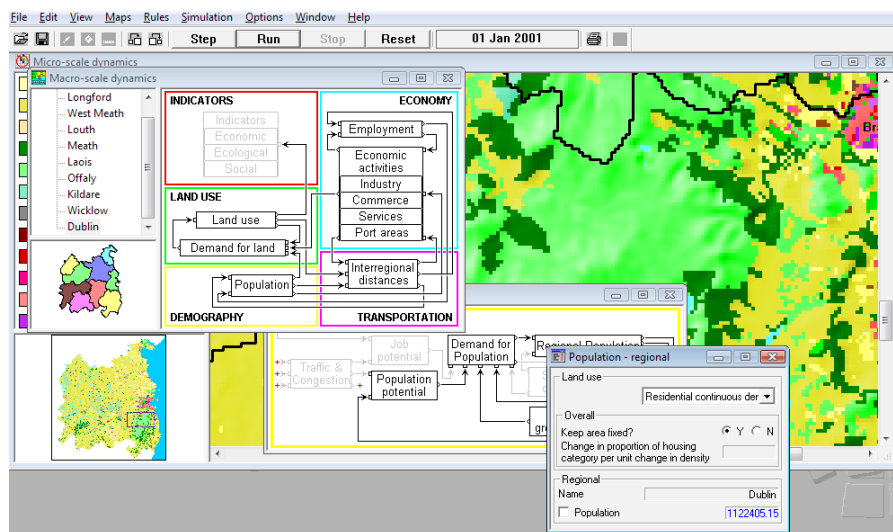 File Edit View Maps Rules Simulation Options Window Help
Step Run Stop Reset 01 Jan 2001
Micro-scale dynamics
Macro-scale dynamics
Longford
West Meath
Louth
Meath
Laois
Offaly
Kildare
Wicklow
Dublin
INDICATORS
Indicators
Economic
Ecological
Social
ECONOMY
Employment
Economic
activities
Industry
Commerce
Services
Port areas
LAND USE
Land use
Demand for land
Population
DEMOGRAPHY
Interregional
distances
TRANSPORTATION
Job
potential
Traffic &
Congestion
Population
potential
Demand for
Population
Population - regional
Land use
Residential continuous der
Overall
Keep area fixed? Y N
Change in proportion of housing
category per unit change in density
Regional
Name Dublin
Population 1122405.15